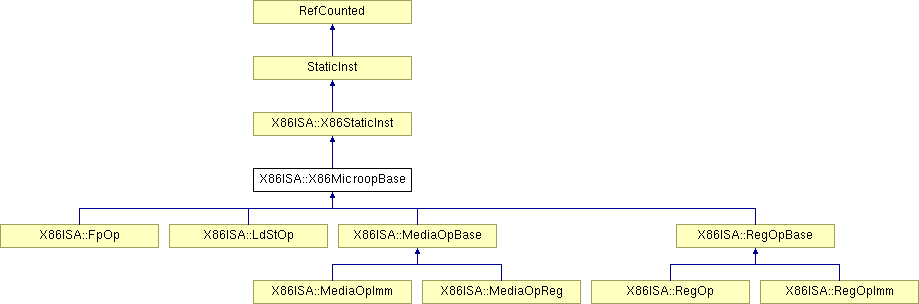 RefCounted
StaticInst
X86ISA::X86StaticInst
X86ISA::X86MicroopBase
X86ISA::FpOp
X86ISA::LdStOp
X86ISA::MediaOpBase
X86ISA::RegOpBase
X86ISA::MediaOpImm
X86ISA::MediaOpReg
X86ISA::RegOp
X86ISA::RegOpImm